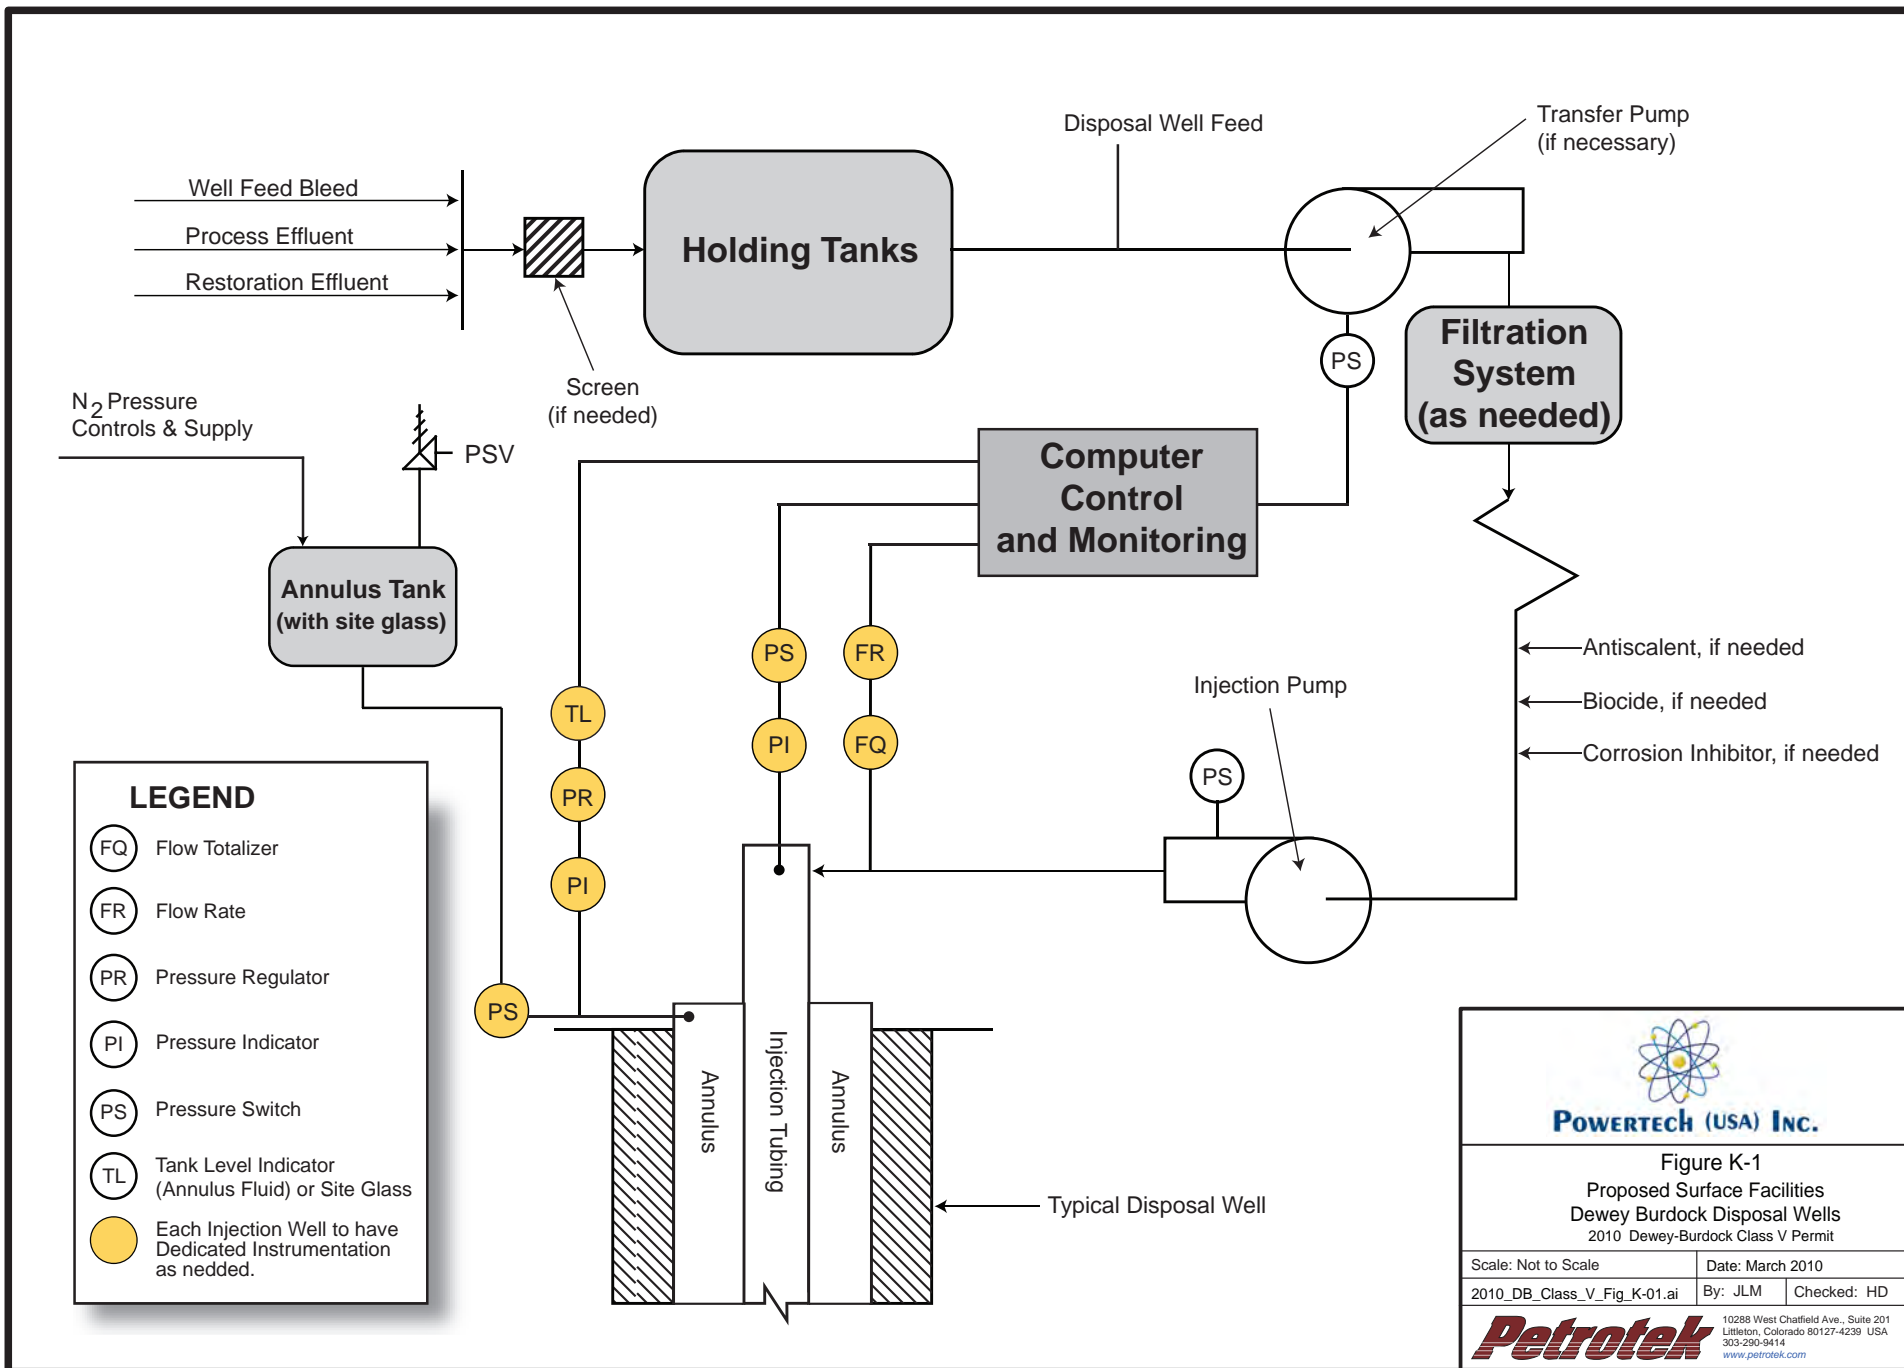 Disposal Well Feed
Transfer Pump
(if necessary)
Well Feed Bleed
Process Effluent
Restoration Effluent
Holding Tanks
Screen
(if needed)
PS
Filtration
System
(as needed)
N2 Pressure
Controls & Supply
PSV
Computer
Control
and Monitoring
Annulus Tank
(with site glass)
PS
FR
TL
PI
FQ
PR
PI
PS
Injection Pump
PS
Antiscalent, if needed
Biocide, if needed
Corrosion Inhibitor, if needed
Annulus
Injection Tubing
Annulus
Typical Disposal Well
LEGEND
FQ Flow Totalizer
FR Flow Rate
PR Pressure Regulator
PI Pressure Indicator
PS Pressure Switch
TL Tank Level Indicator
(Annulus Fluid) or Site Glass
Each Injection Well to have
Dedicated Instrumentation
as nedded.
POWERTECH (USA) INC.
Figure K-1
Proposed Surface Facilities
Dewey Burdock Disposal Wells
2010 Dewey-Burdock Class V Permit
Scale: Not to Scale
Date: March 2010
2010_DB_Class_V_Fig_K-01.ai
By: JLM
Checked: HD
Petrotek
10288 West Chatfield Ave., Suite 201
Littleton, Colorado 80127-4239 USA
303-290-9414
www.petrotek.com